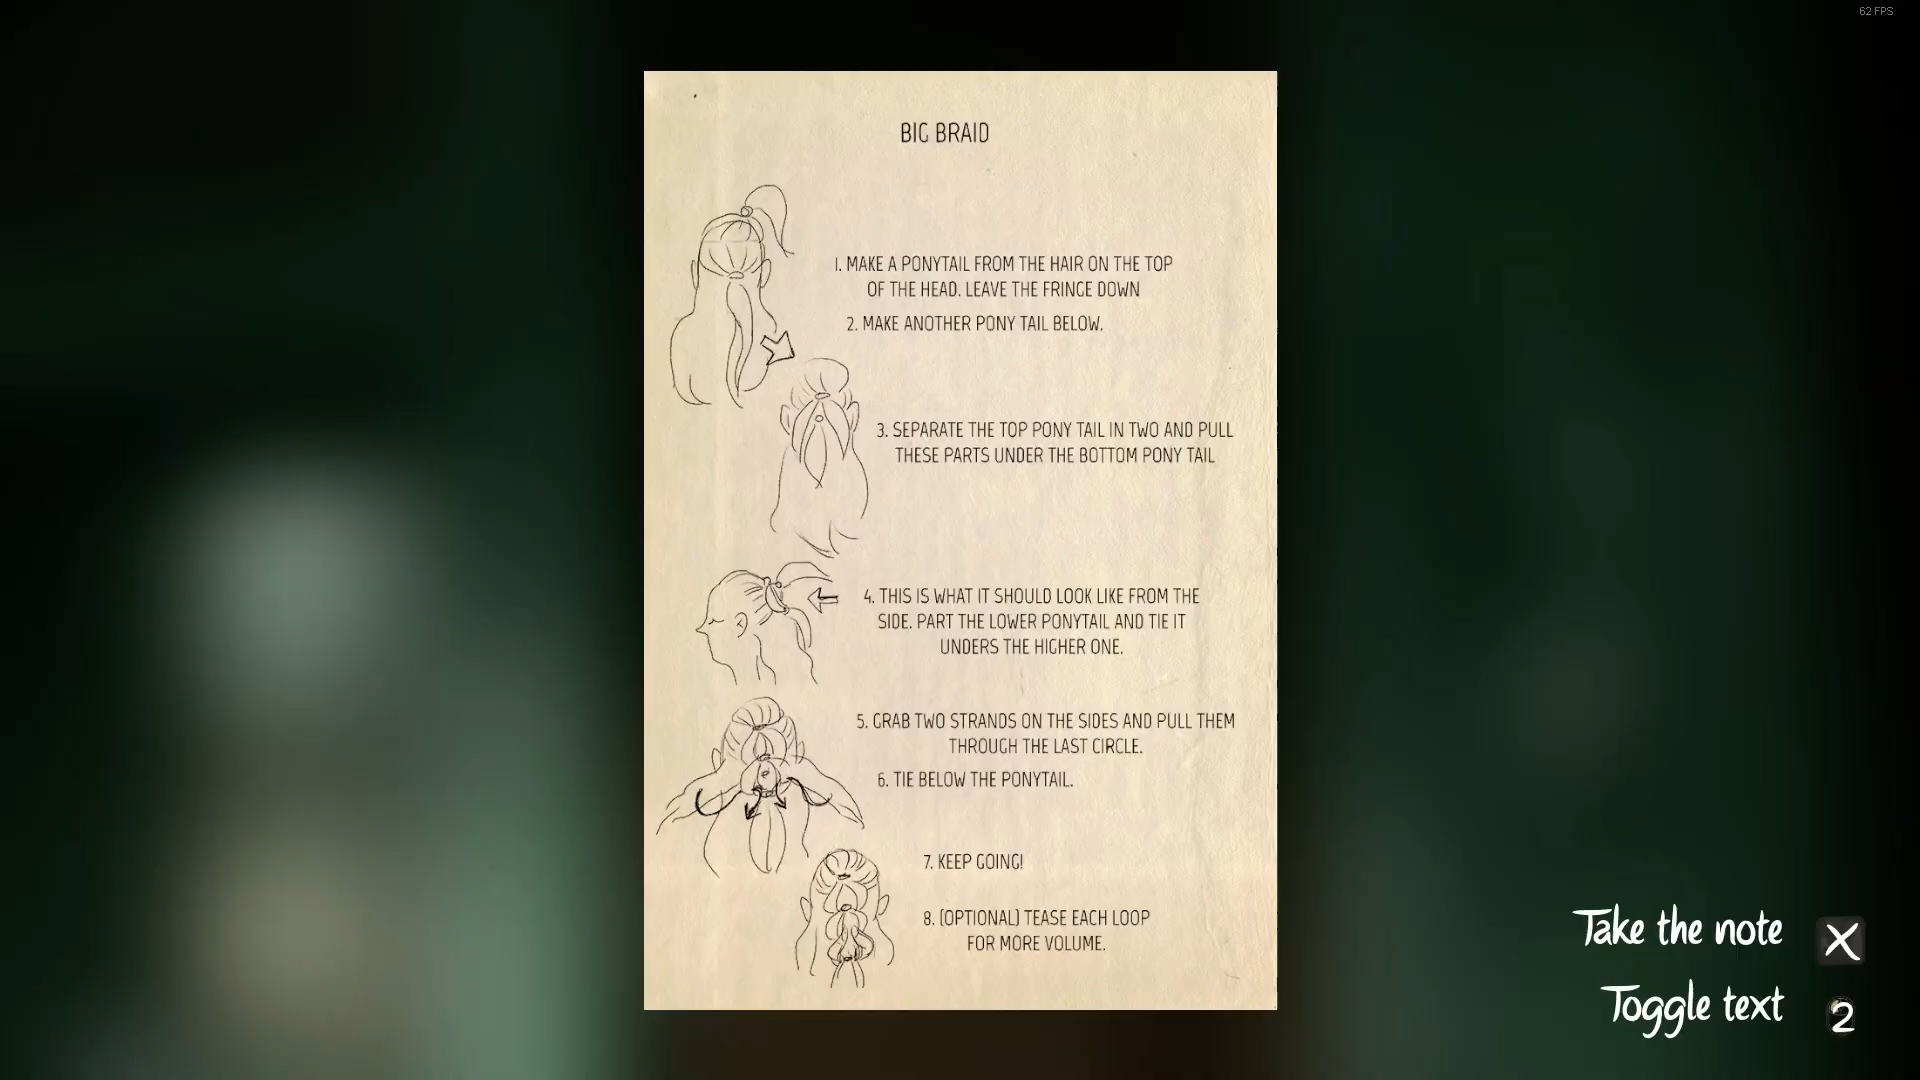 62 FPS
BIG BRAID
1. MAKE A PONYTAIL FROM THE HAIR ON THE TOP
OF THE HEAD. LEAVE THE FRINGE DOWN
2. MAKE ANOTHER PONY TAIL BELOW.
3. SEPARATE THE TOP PONY TAIL IN TWO AND PULL
THESE PARTS UNDER THE BOTTOM PONY TAIL
4. THIS IS WHAT IT SHOULD LOOK LIKE FROM THE
SIDE. PART THE LOWER PONYTAIL AND TIE IT
UNDERS THE HIGHER ONE.
5. GRAB TWO STRANDS ON THE SIDES AND PULL THEM
THROUGH THE LAST CIRCLE.
6. TIE BELOW THE PONYTAIL.
7. KEEP GOING!
8. (OPTIONAL) TEASE EACH LOOP
FOR MORE VOLUME.
Take the note X
Toggle text 2